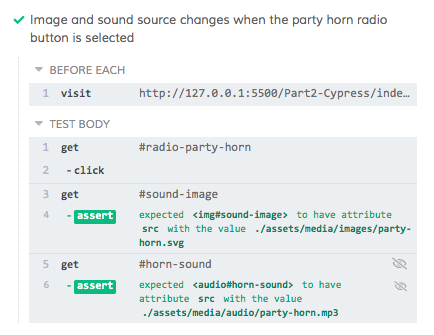 Image and sound source changes when the party horn radio
button is selected
BEFORE EACH
1 visit http://127.0.0.1:5500/Part2-Cypress/inde…
TEST BODY
1 get #radio-party-horn
2 -click
3 get #sound-image
4 -assert expected <img#sound-image> to have attribute
src with the value ./assets/media/images/party-
horn.svg
5 get #horn-sound
6 -assert expected <audio#horn-sound> to have
attribute src with the value
./assets/media/audio/party-horn.mp3